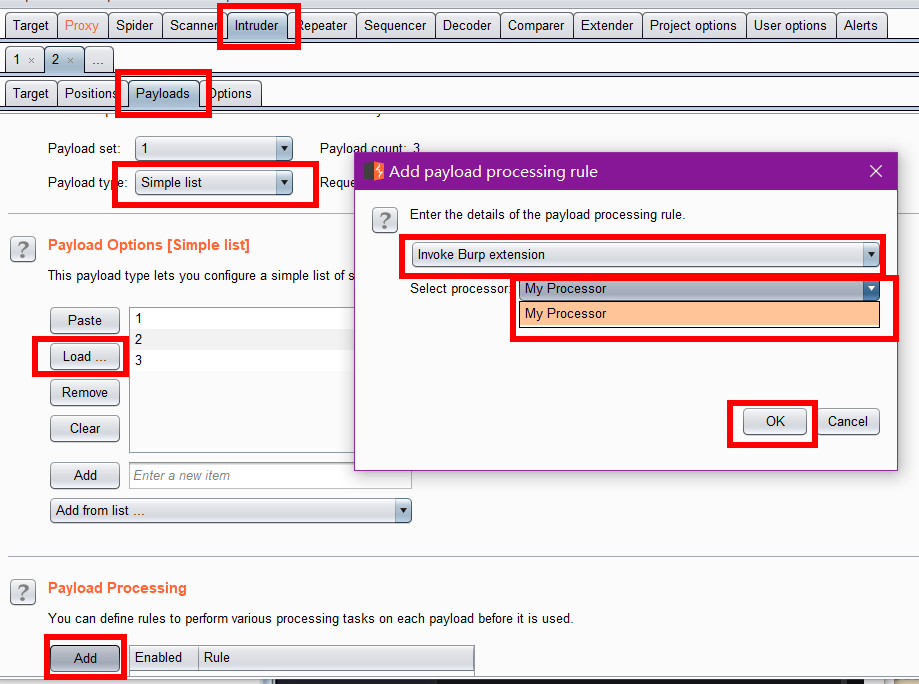 Target Proxy Spider Scanner Intruder Repeater Sequencer Decoder Comparer Extender Project options User options Alerts
1 × 2 × ...
Target Positions Payloads Options
Payload set: 1 Payload count: 3
Payload type: Simple list
Add payload processing rule
Enter the details of the payload processing rule.
Invoke Burp extension
Select processor: My Processor
My Processor
OK Cancel
? Payload Options [Simple list]
This payload type lets you configure a simple list of
Paste
Load ...
Remove
Clear
1
2
3
Add Enter a new item
Add from list ...
? Payload Processing
You can define rules to perform various processing tasks on each payload before it is used.
Add Enabled Rule